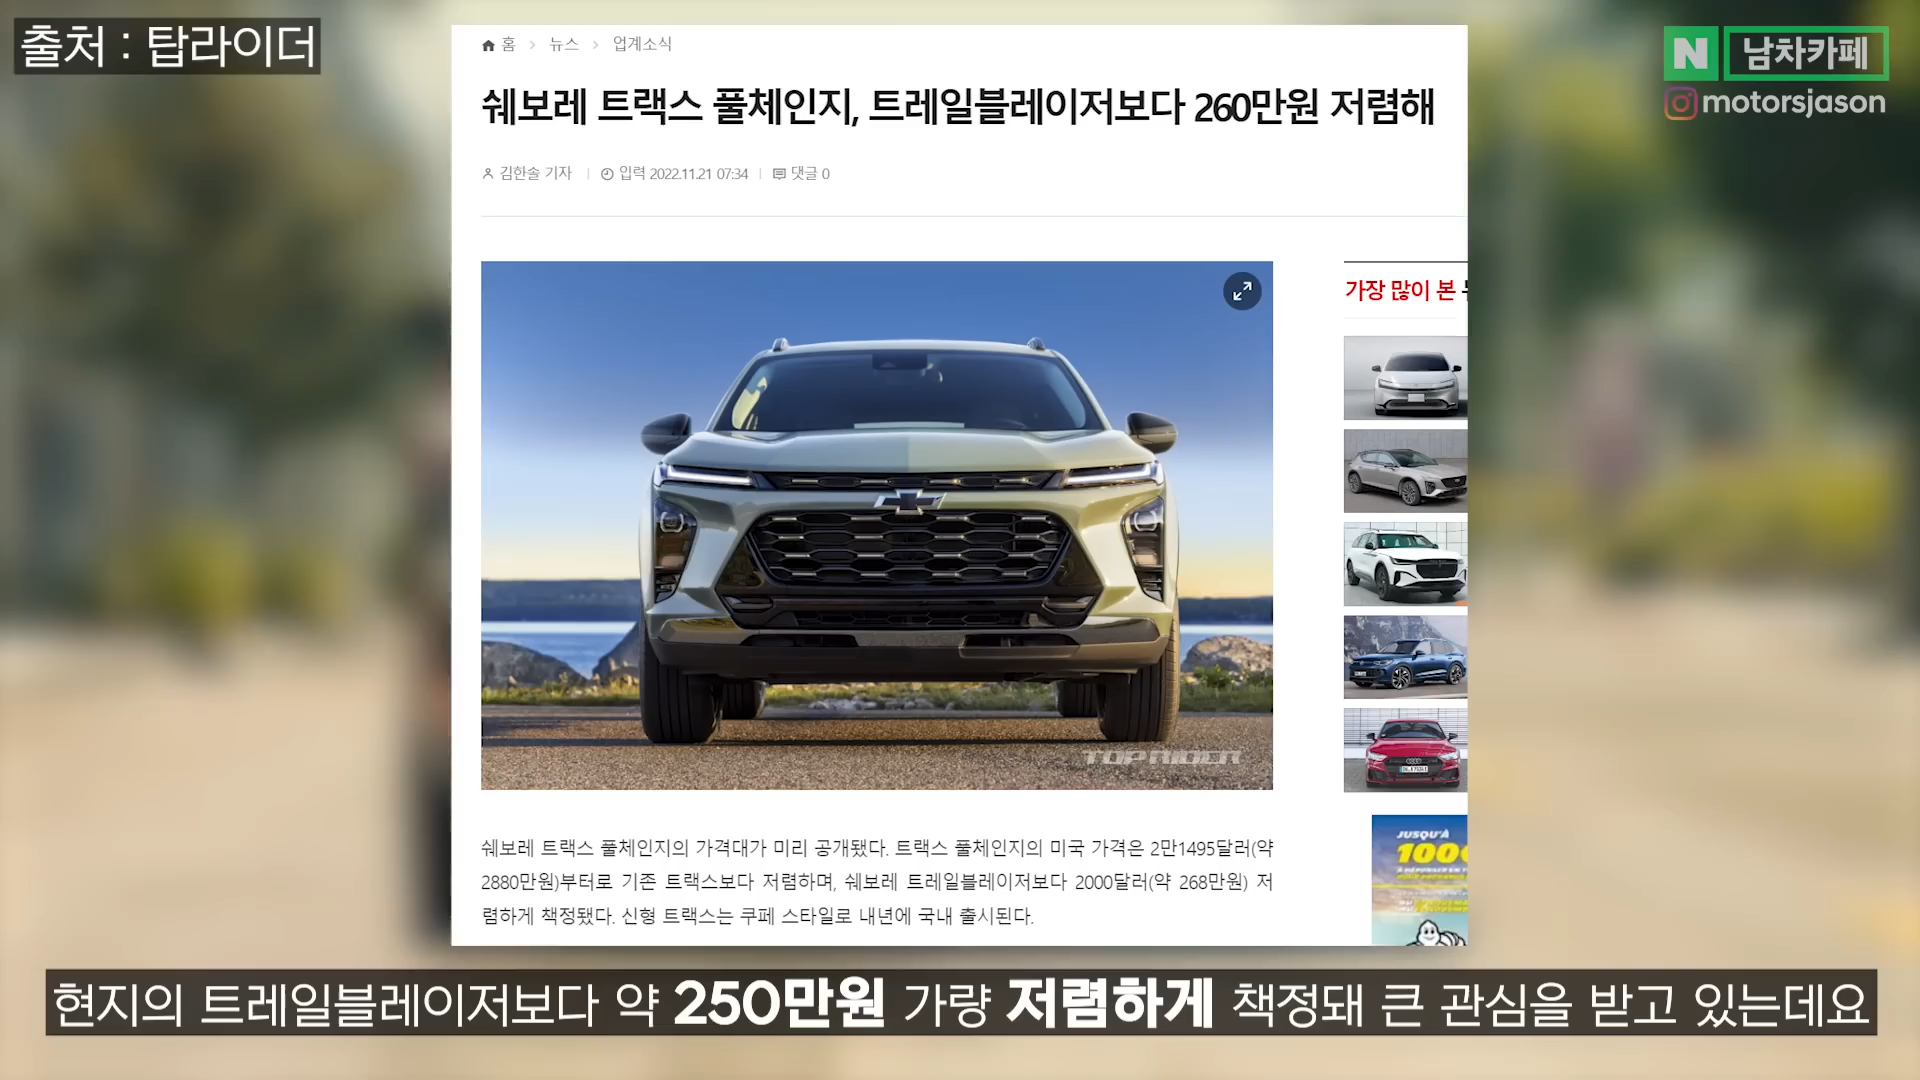 출처 : 탑라이더
N 남차카페
motorsjason
홈 > 뉴스 > 업계소식
쉐보레 트랙스 풀체인지, 트레일블레이저보다 260만원 저렴해
김한솔 기자 | 입력 2022.11.21 07:34 | 댓글 0
가장 많이 본
TOP RIDER
JUSQU'À
100€
쉐보레 트랙스 풀체인지의 가격대가 미리 공개됐다. 트랙스 풀체인지의 미국 가격은 2만1495달러(약
2880만원)부터로 기존 트랙스보다 저렴하며, 쉐보레 트레일블레이저보다 2000달러(약 268만원) 저
렴하게 책정됐다. 신형 트랙스는 쿠페 스타일로 내년에 국내 출시된다.
현지의 트레일블레이저보다 약 250만원 가량 저렴하게 책정돼 큰 관심을 받고 있는데요